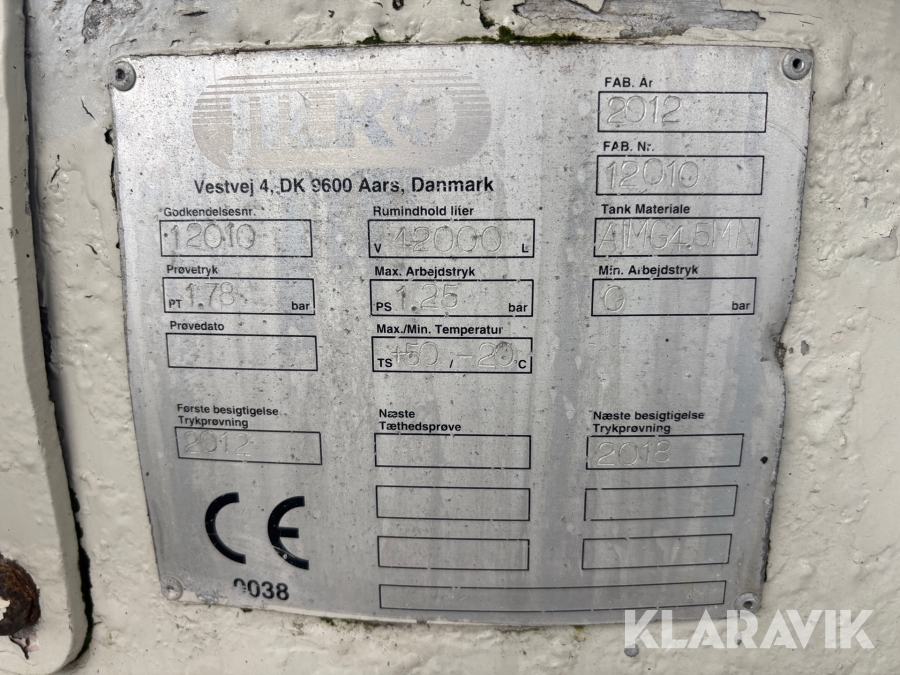 FAB. År
2012
FAB. Nr.
12010
Vestvej 4, DK 9600 Aars, Danmark
Godkendelsesnr. Rumindhold liter Tank Materiale
12010 V 42000 L AlMG4.5MN
Prøvetryk Max. Arbejdstryk Min. Arbejdstryk
PT 1.78 bar PS 1.25 bar 0 bar
Prøvedato Max./Min. Temperatur
TS +50 / -20 C
Første besigtigelse Næste Næste besigtigelse
Trykprøvning Tæthedsprøve Trykprøvning
2012 2018
CE
0038
KLARAVIK